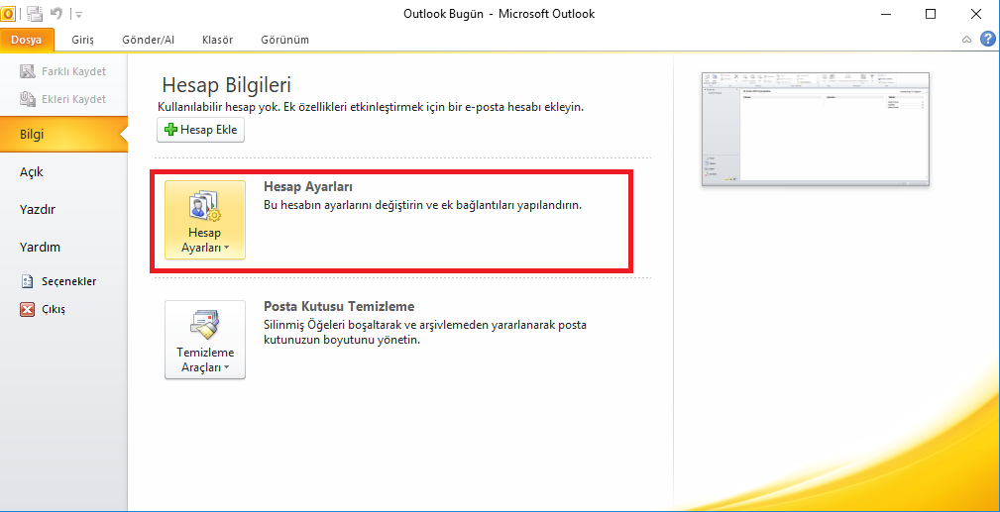 Outlook Bugün - Microsoft Outlook
Dosya
Giriş
Gönder/Al
Klasör
Görünüm
Farklı Kaydet
Ekleri Kaydet
Bilgi
Açık
Yazdır
Yardım
Seçenekler
Çıkış
Hesap Bilgileri
Kullanılabilir hesap yok. Ek özellikleri etkinleştirmek için bir e-posta hesabı ekleyin.
Hesap Ekle
Hesap
Ayarları
Hesap Ayarları
Bu hesabın ayarlarını değiştirin ve ek bağlantıları yapılandırın.
Temizleme
Araçları
Posta Kutusu Temizleme
Silinmiş Öğeleri boşaltarak ve arşivlemeden yararlanarak posta
kutunuzun boyutunu yönetin.